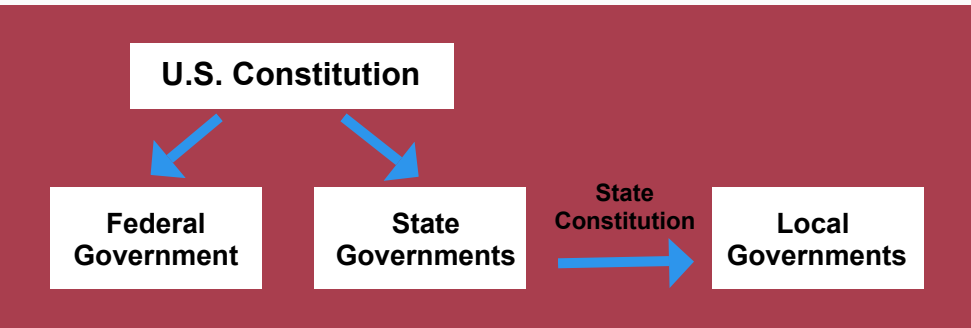 U.S. Constitution
Federal
Government
State
Governments
State
Constitution
Local
Governments